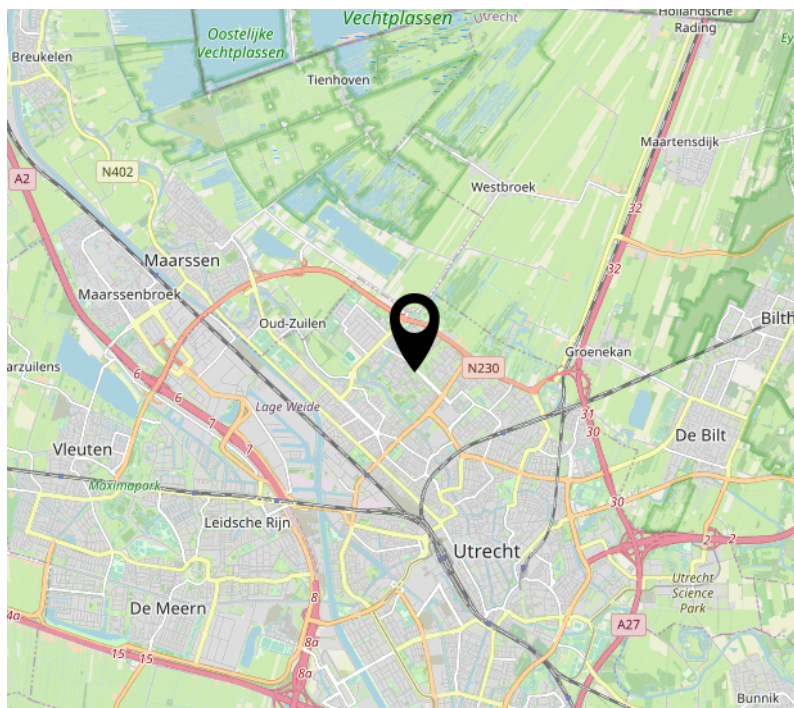 Vechtplassen
Utrecht
Hollandsche
Rading
Oostelijke
Vechtplassen
Ey
Breukelen
Tienhoven
Maartensdijk
N402
A2
Westbroek
32
Maarssen
32
Maarssenbroek
Oud-Zuilen
Bilth
Groenekan
arzuilens
N230
6
6
Lage Weide
31
7
30
De Bilt
7
Vleuten
Máximapark
30
Leidsche Rijn
2
2
Utrecht
Utrecht
Science
Park
8
De Meern
4a
A27
8a
15
15
8a
Bunnik